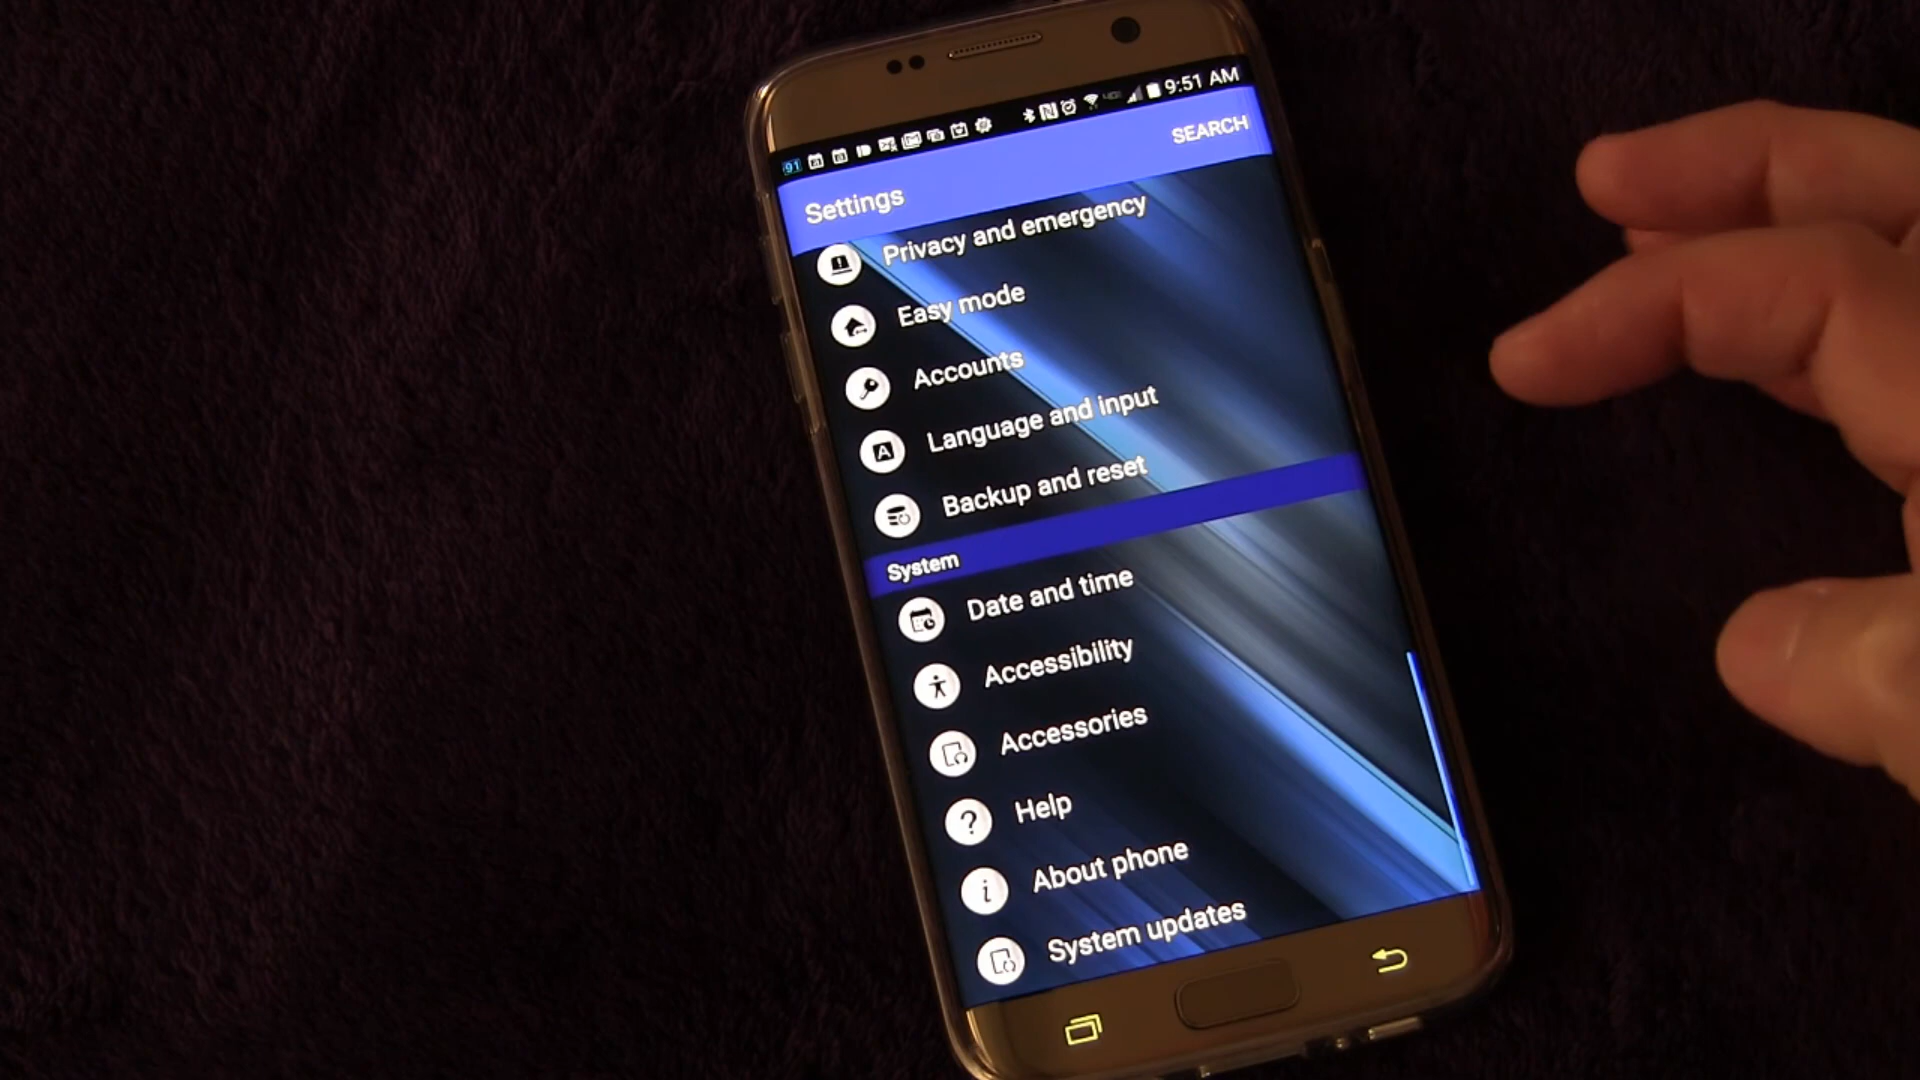 91
9:51 AM
SEARCH
Settings
Privacy and emergency
Easy mode
Accounts
Language and input
Backup and reset
System
Date and time
Accessibility
Accessories
Help
About phone
System updates